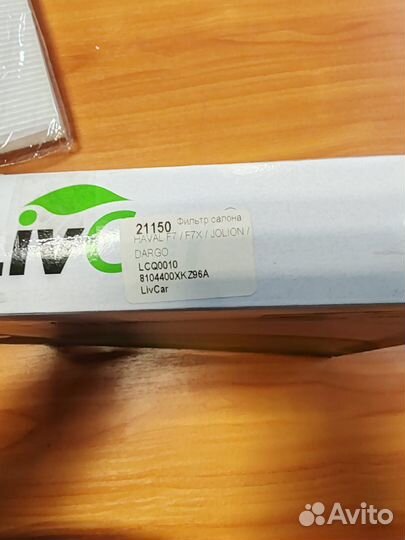 LivC
21150 Фильтр салона
HAVAL F7 / F7X / JOLION /
DARGO
LCQ0010
8104400XKZ96A
LivCar
Avito